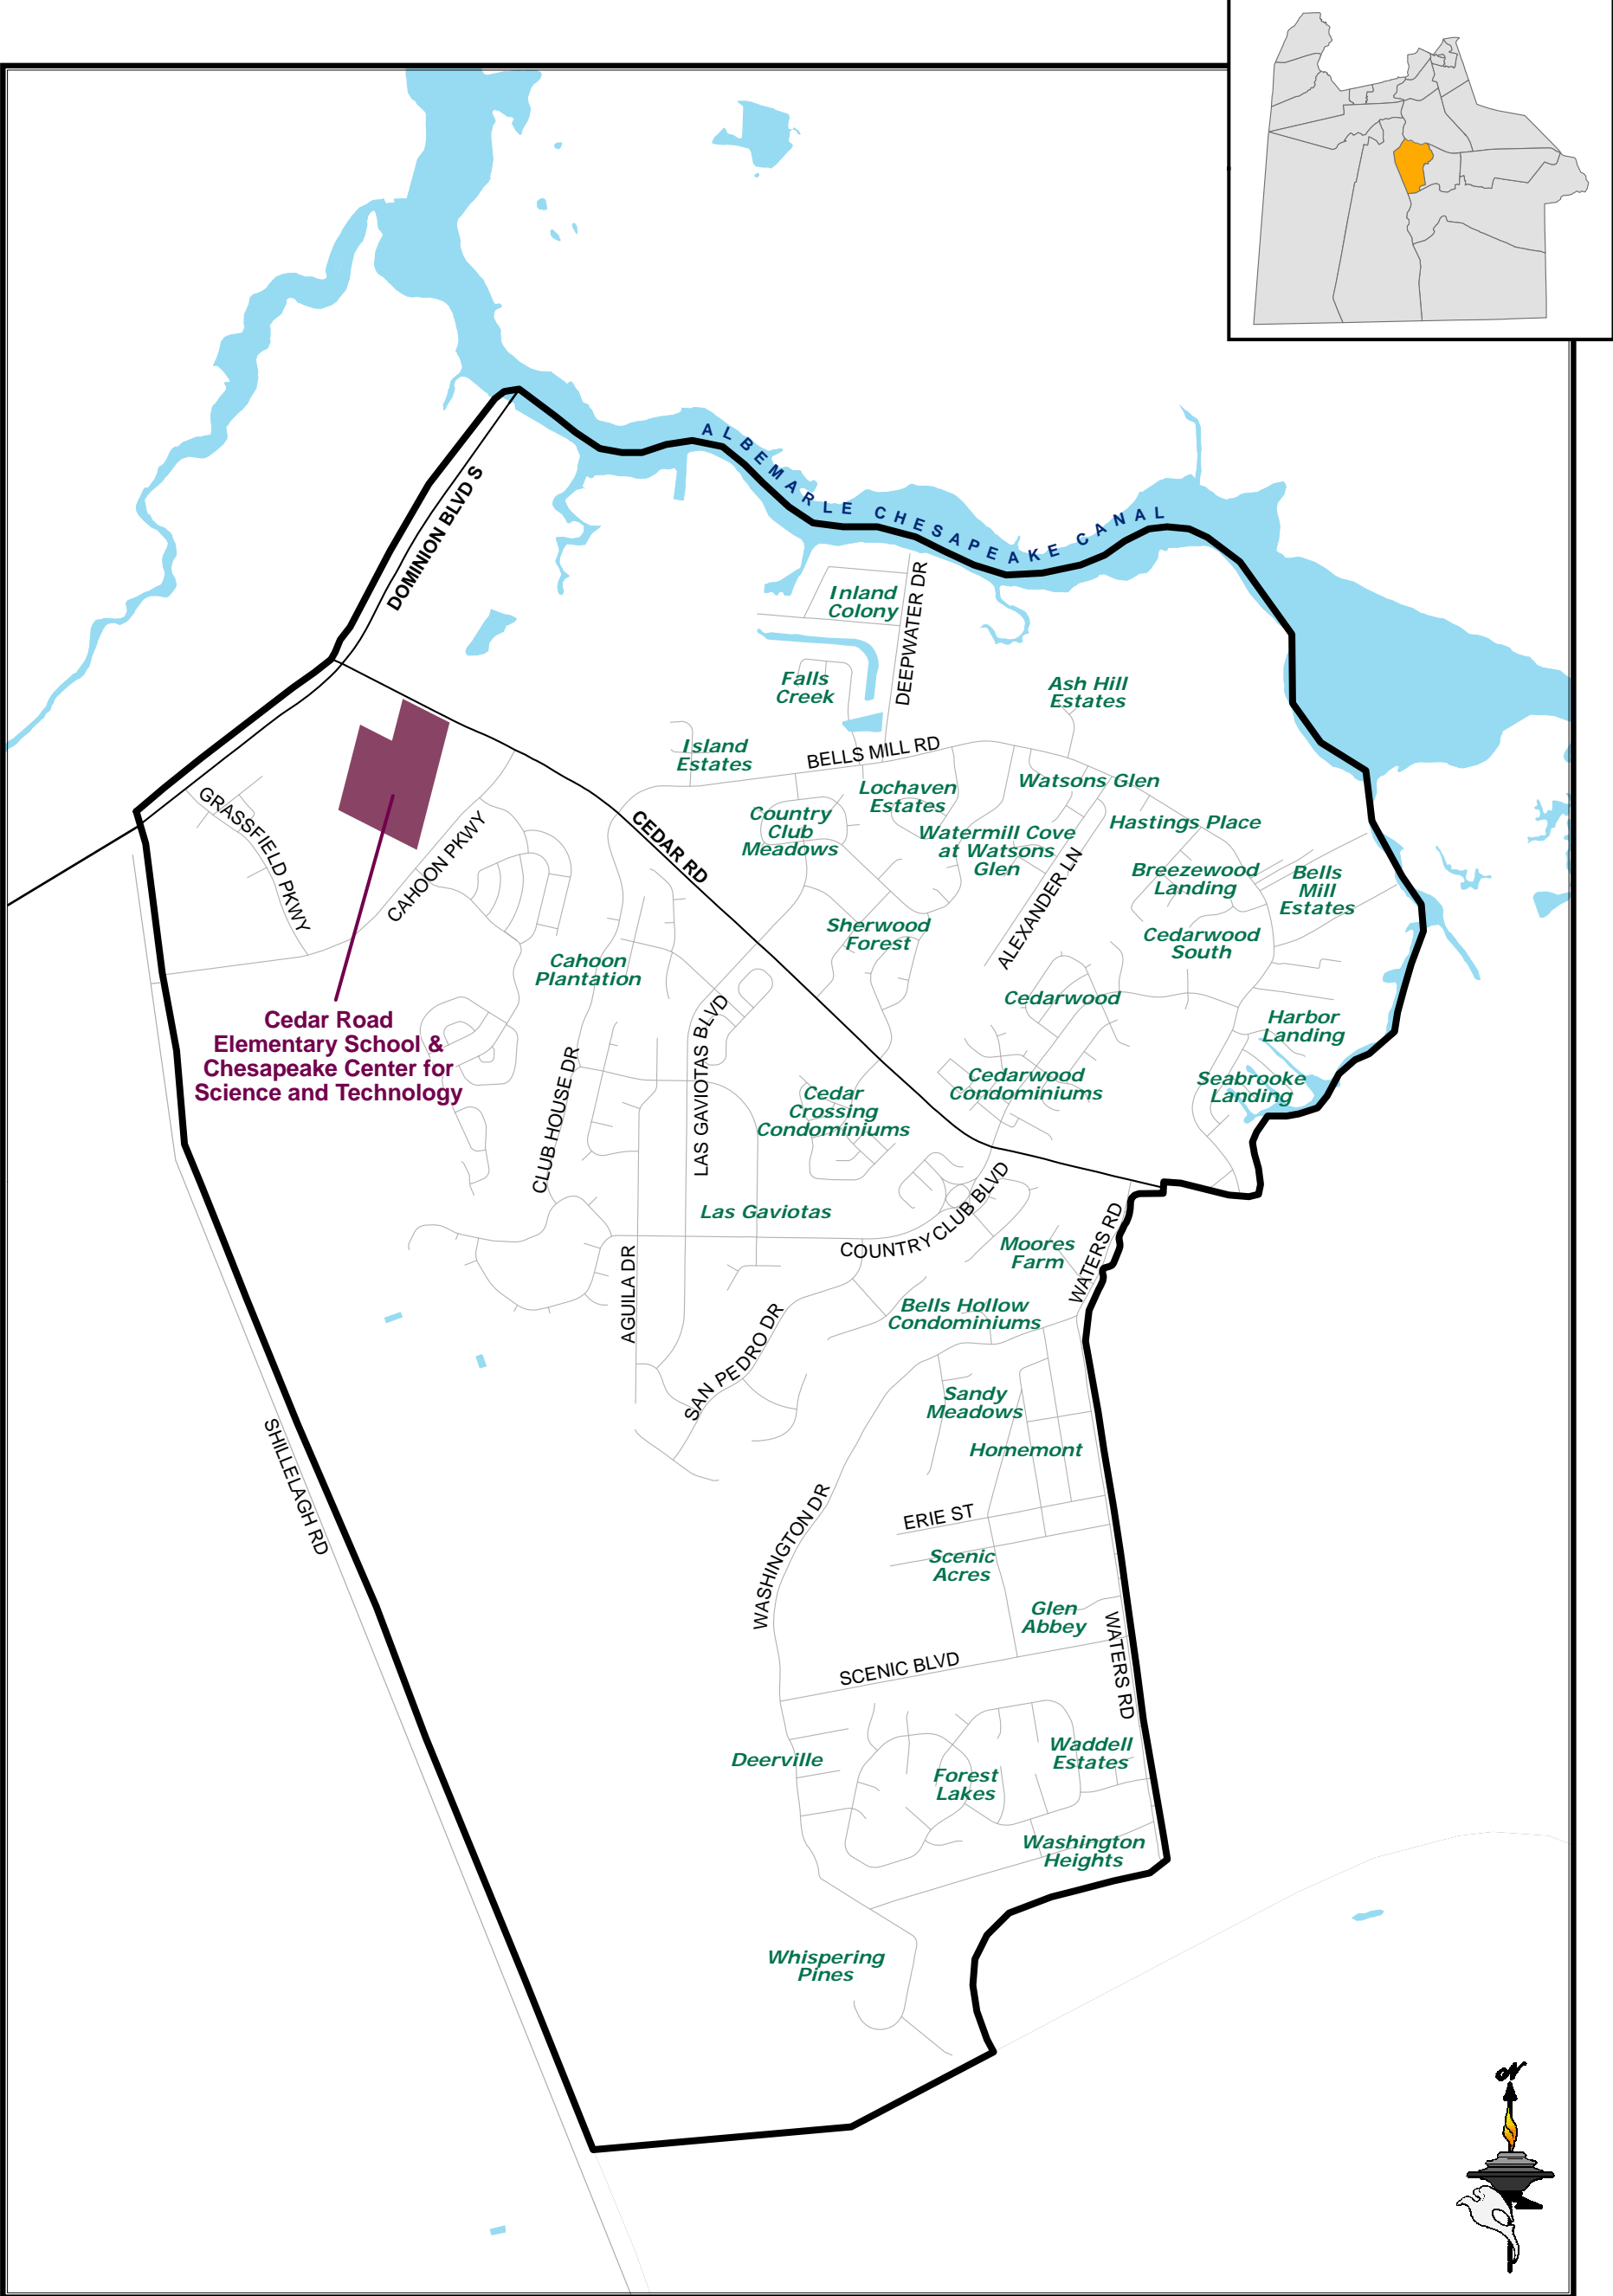 DOMINION BLVD S
ALBEMARLE CHESAPEAKE CANAL
Inland
Colony
DEEPWATER DR
Falls
Creek
Ash Hill
Estates
Island
Estates
BELLS MILL RD
Watsons Glen
Lochaven
Estates
GRASSFIELD PKWY
CAHOON PKWY
CEDAR RD
Country
Club
Meadows
Hastings Place
Watermill Cove
at Watsons
Glen
ALEXANDER LN
Breezewood
Landing
Bells
Mill
Estates
Sherwood
Forest
Cedarwood
South
Cahoon
Plantation
Cedarwood
Cedar Road
Elementary School &
Chesapeake Center for
Science and Technology
LAS GAVIOTAS BLVD
Harbor
Landing
CLUB HOUSE DR
Cedarwood
Condominiums
Seabrooke
Landing
Cedar
Crossing
Condominiums
Las Gaviotas
COUNTRY CLUB BLVD
Moores
Farm
WATERS RD
AGUILA DR
Bells Hollow
Condominiums
SAN PEDRO DR
Sandy
Meadows
Homemont
SHILLELAGH RD
WASHINGTON DR
ERIE ST
Scenic
Acres
Glen
Abbey
WATERS RD
SCENIC BLVD
Deerville
Waddell
Estates
Forest
Lakes
Washington
Heights
Whispering
Pines
N